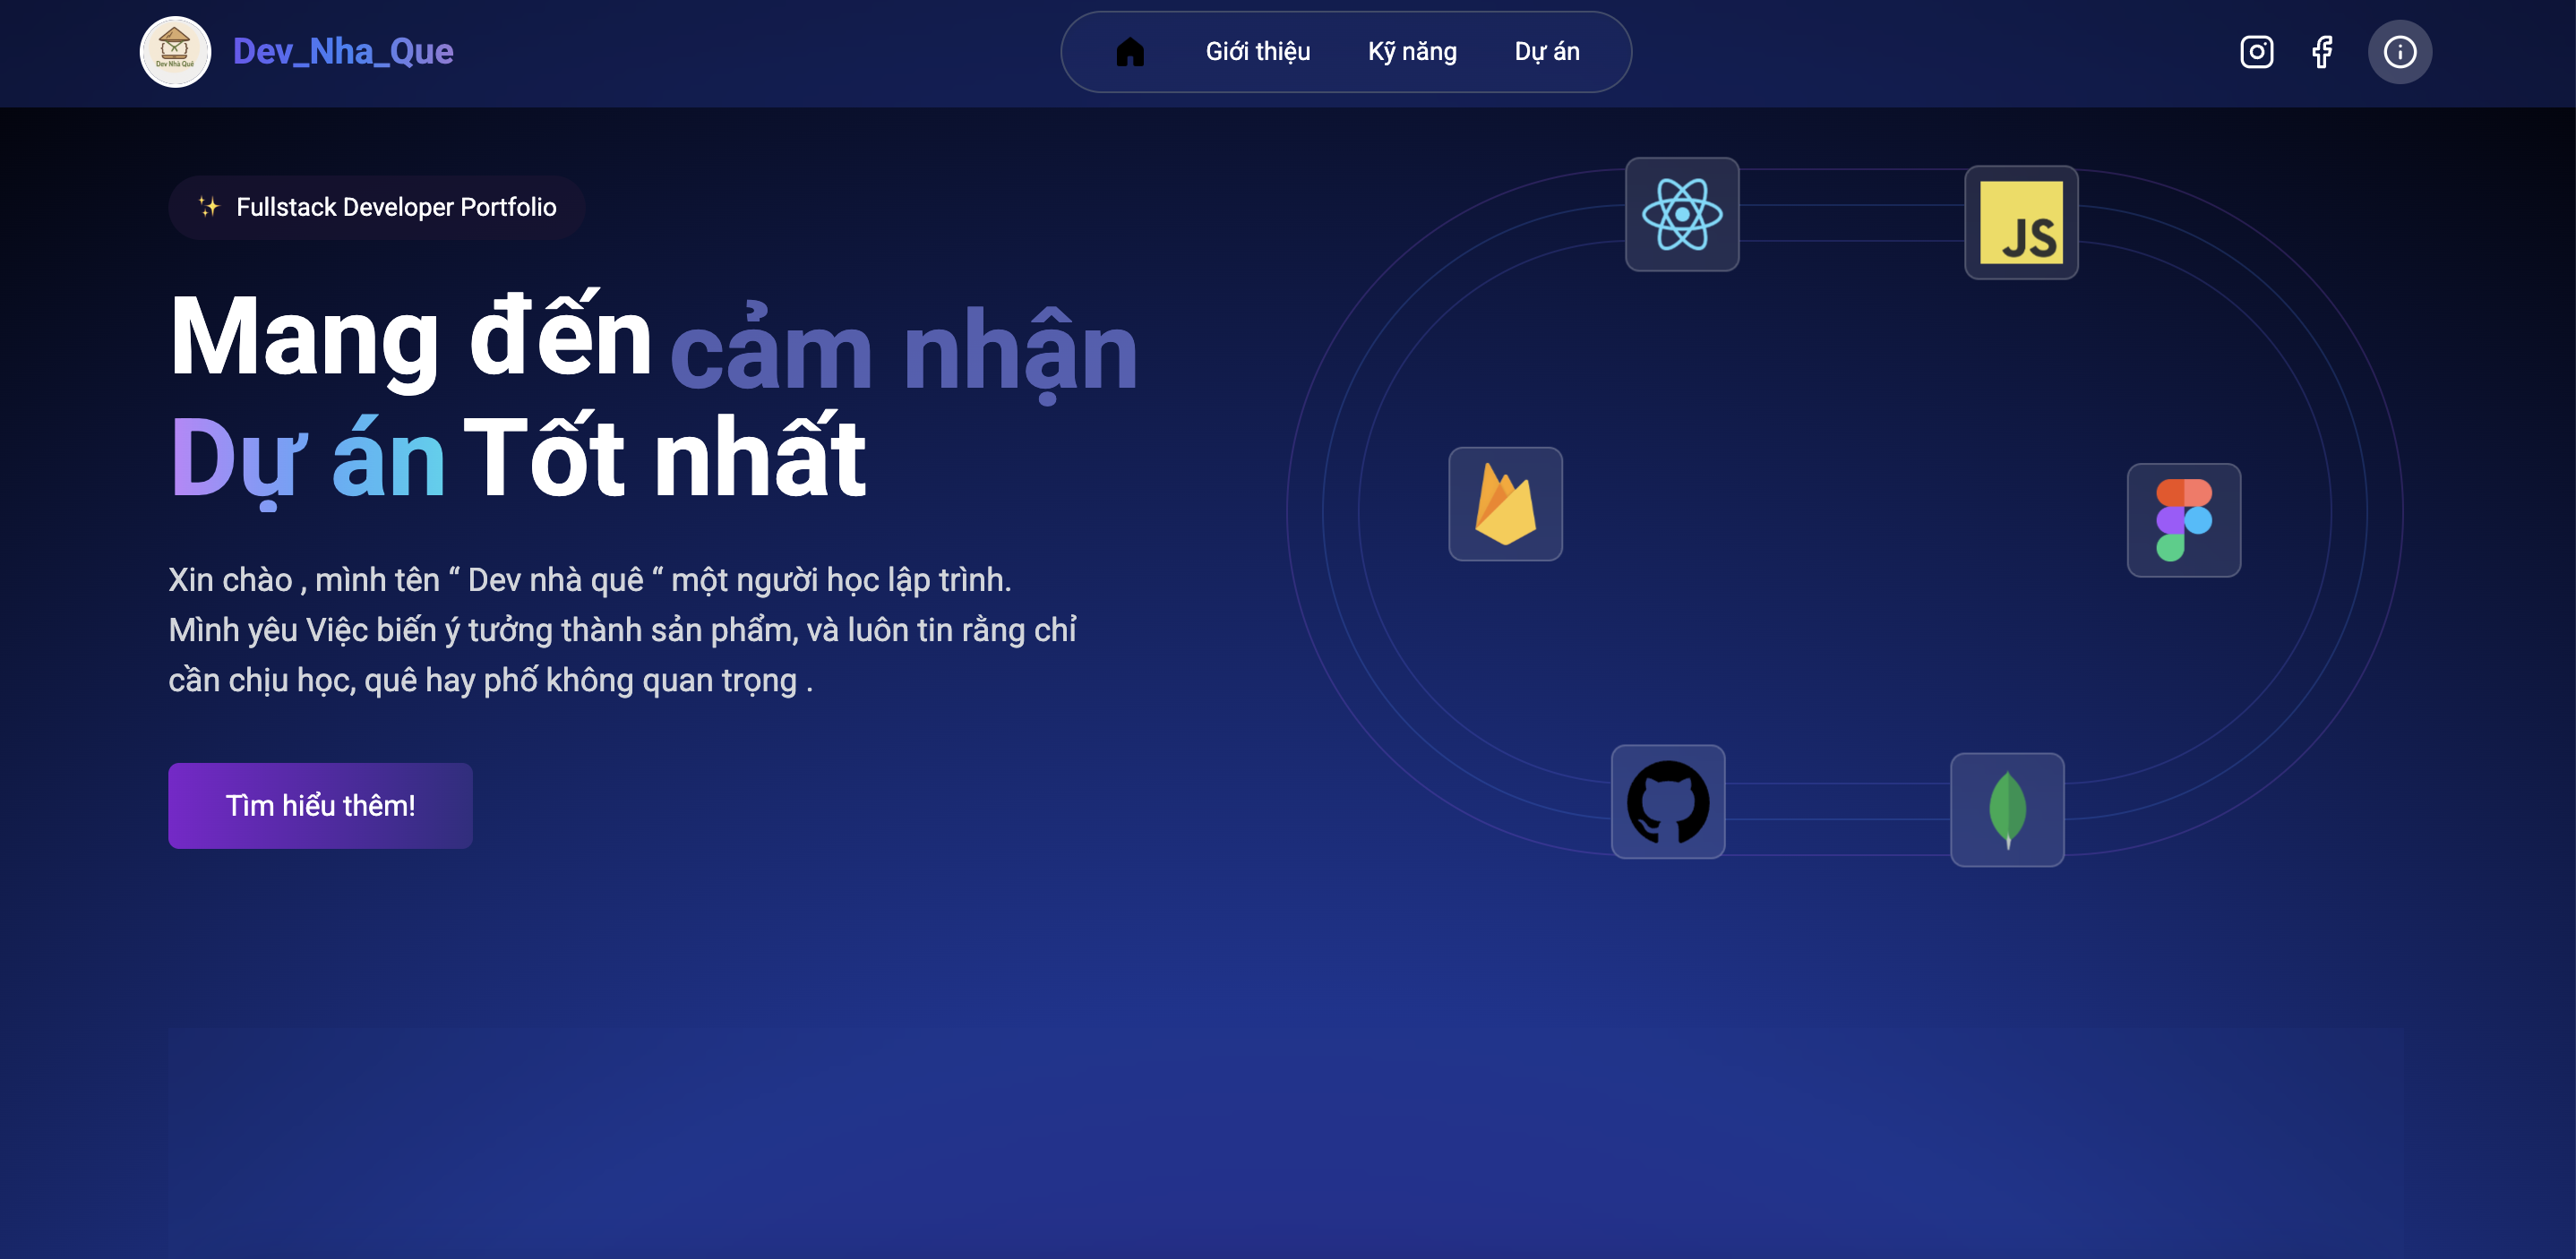 Dev Nhà Quê
Dev_Nha_Que
Giới thiệu
Kỹ năng
Dự án
✨ Fullstack Developer Portfolio
Mang đến cảm nhận
Dự án Tốt nhất
JS
Xin chào , mình tên “ Dev nhà quê “ một người học lập trình.
Mình yêu Việc biến ý tưởng thành sản phẩm, và luôn tin rằng chỉ
cần chịu học, quê hay phố không quan trọng .
Tìm hiểu thêm!